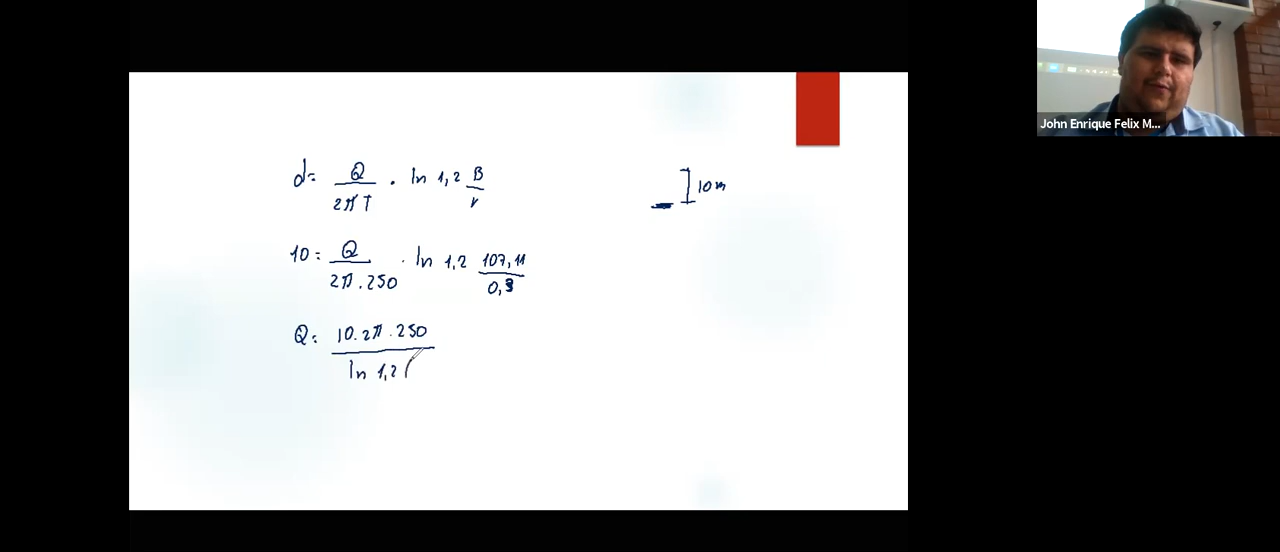 d= Q/2πT . ln 1,2 B/r
10m
10= Q/2π.250 . ln 1,2 107,11/0,3
Q= 10.2π.250/ln 1,2(
John Enrique Felix M...